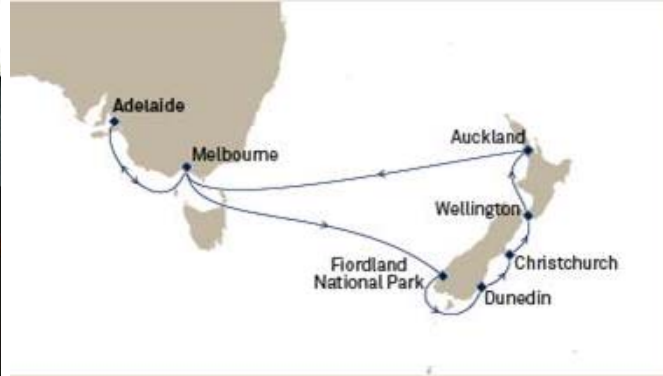 Adelaide
Melbourne
Auckland
Wellington
Christchurch
Fiordland
National Park
Dunedin